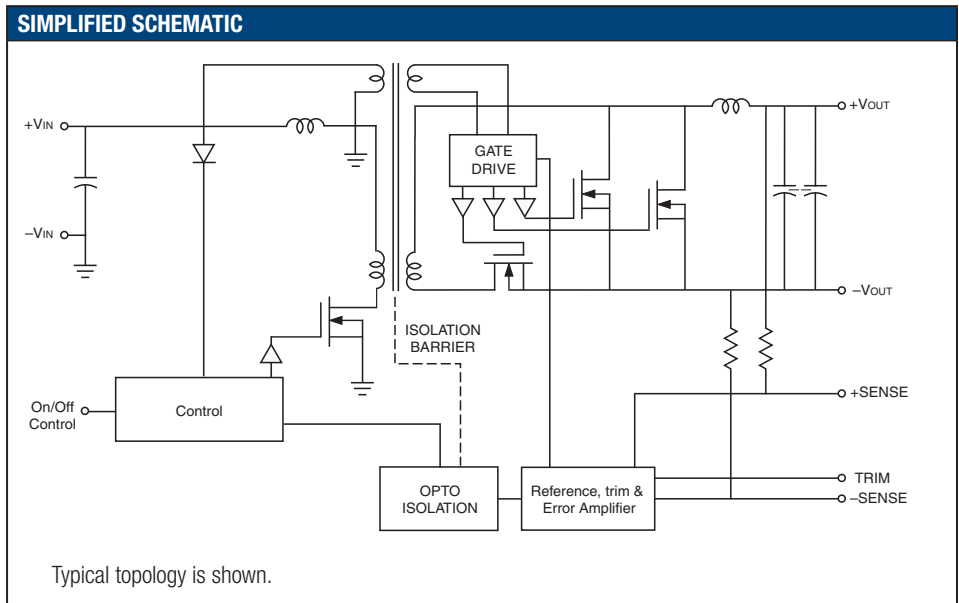 SIMPLIFIED SCHEMATIC
+VIN
−VIN
GATE
DRIVE
+VOUT
−VOUT
ISOLATION
BARRIER
On/Off
Control
Control
+SENSE
OPTO
ISOLATION
Reference, trim &
Error Amplifier
TRIM
−SENSE
Typical topology is shown.